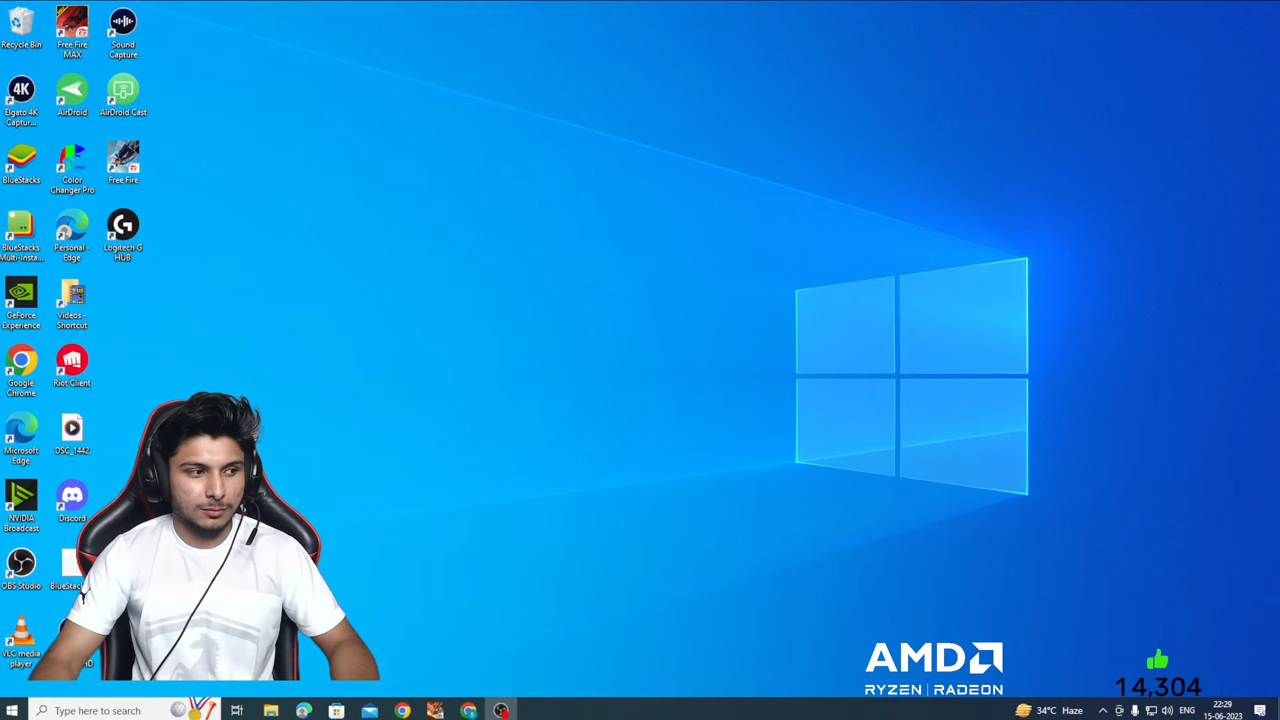 Recycle Bin
Free Fire
MAX
Sound
Capture
4K
Elgato 4K
Captur...
AirDroid
AirDroid Cast
BlueStacks
Color
Changer Pro
Free Fire
BlueStacks
Multi-Insta...
Personal -
Edge
Logitech G
HUB
GeForce
Experience
Videos -
Shortcut
Google
Chrome
Riot Client
Microsoft
Edge
DSC_1442
NVIDIA
Broadcast
Discord
OBS Studio
VLC media
player
AMD
RYZEN | RADEON
14,304
Type here to search
34°C Haze
ENG
22:29
15-06-2023